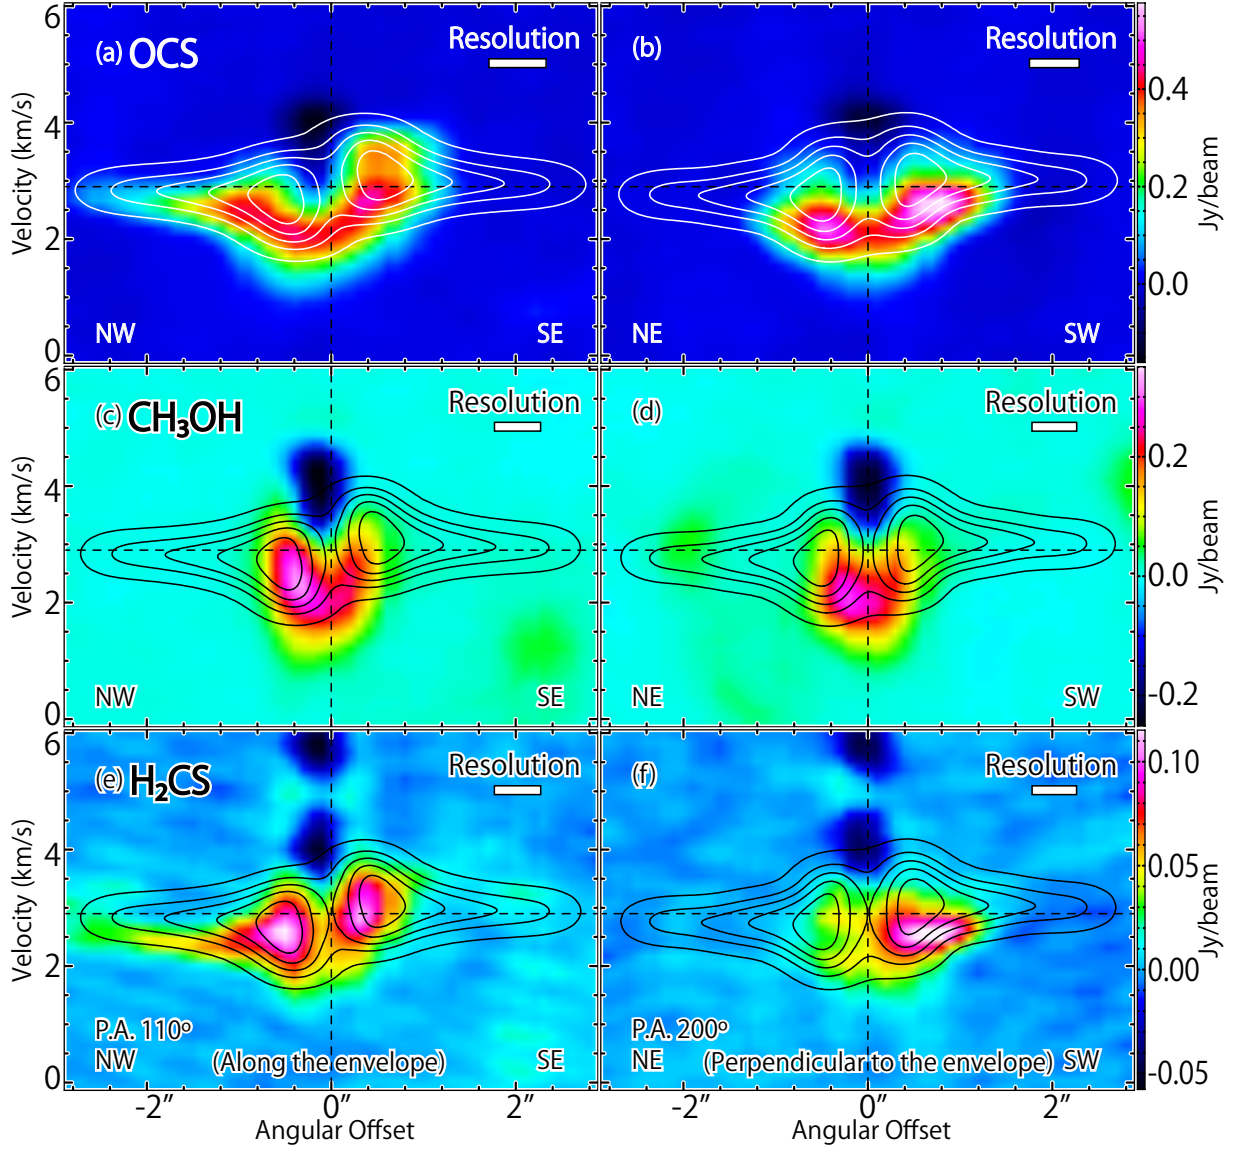 6
4
2
0
Velocity (km/s)
(a) OCS
Resolution
NW
SE
(b)
Resolution
NE
SW
0.4
0.2
0.0
Jy/beam
6
4
2
0
Velocity (km/s)
(c) CH₃OH
Resolution
NW
SE
(d)
Resolution
NE
SW
0.2
0.0
-0.2
Jy/beam
6
4
2
0
Velocity (km/s)
(e) H₂CS
Resolution
P.A. 110º
NW (Along the envelope) SE
(f)
Resolution
P.A. 200º
NE (Perpendicular to the envelope) SW
0.10
0.05
0.00
-0.05
Jy/beam
-2″ 0″ 2″
Angular Offset
-2″ 0″ 2″
Angular Offset